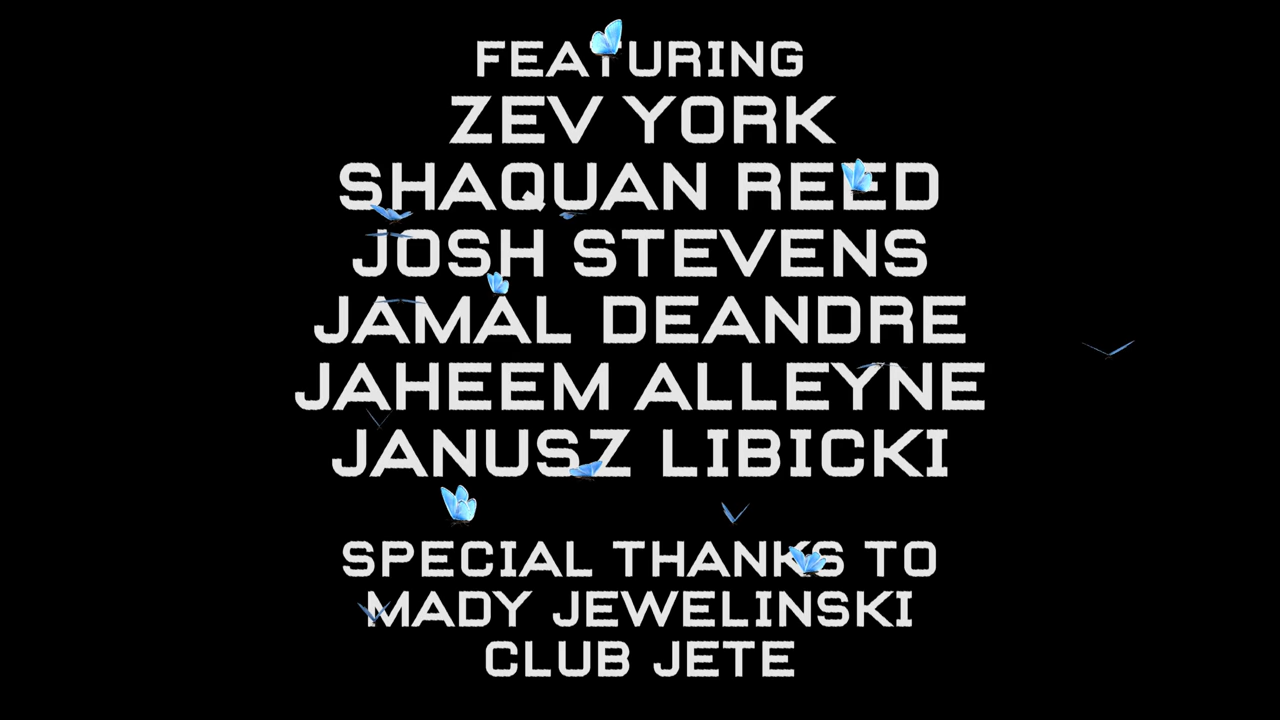 FEATURING
ZEV YORK
SHAQUAN REED
JOSH STEVENS
JAMAL DEANDRE
JAHEEM ALLEYNE
JANUSZ LIBICKI
SPECIAL THANKS TO
MADY JEWELINSKI
CLUB JETE